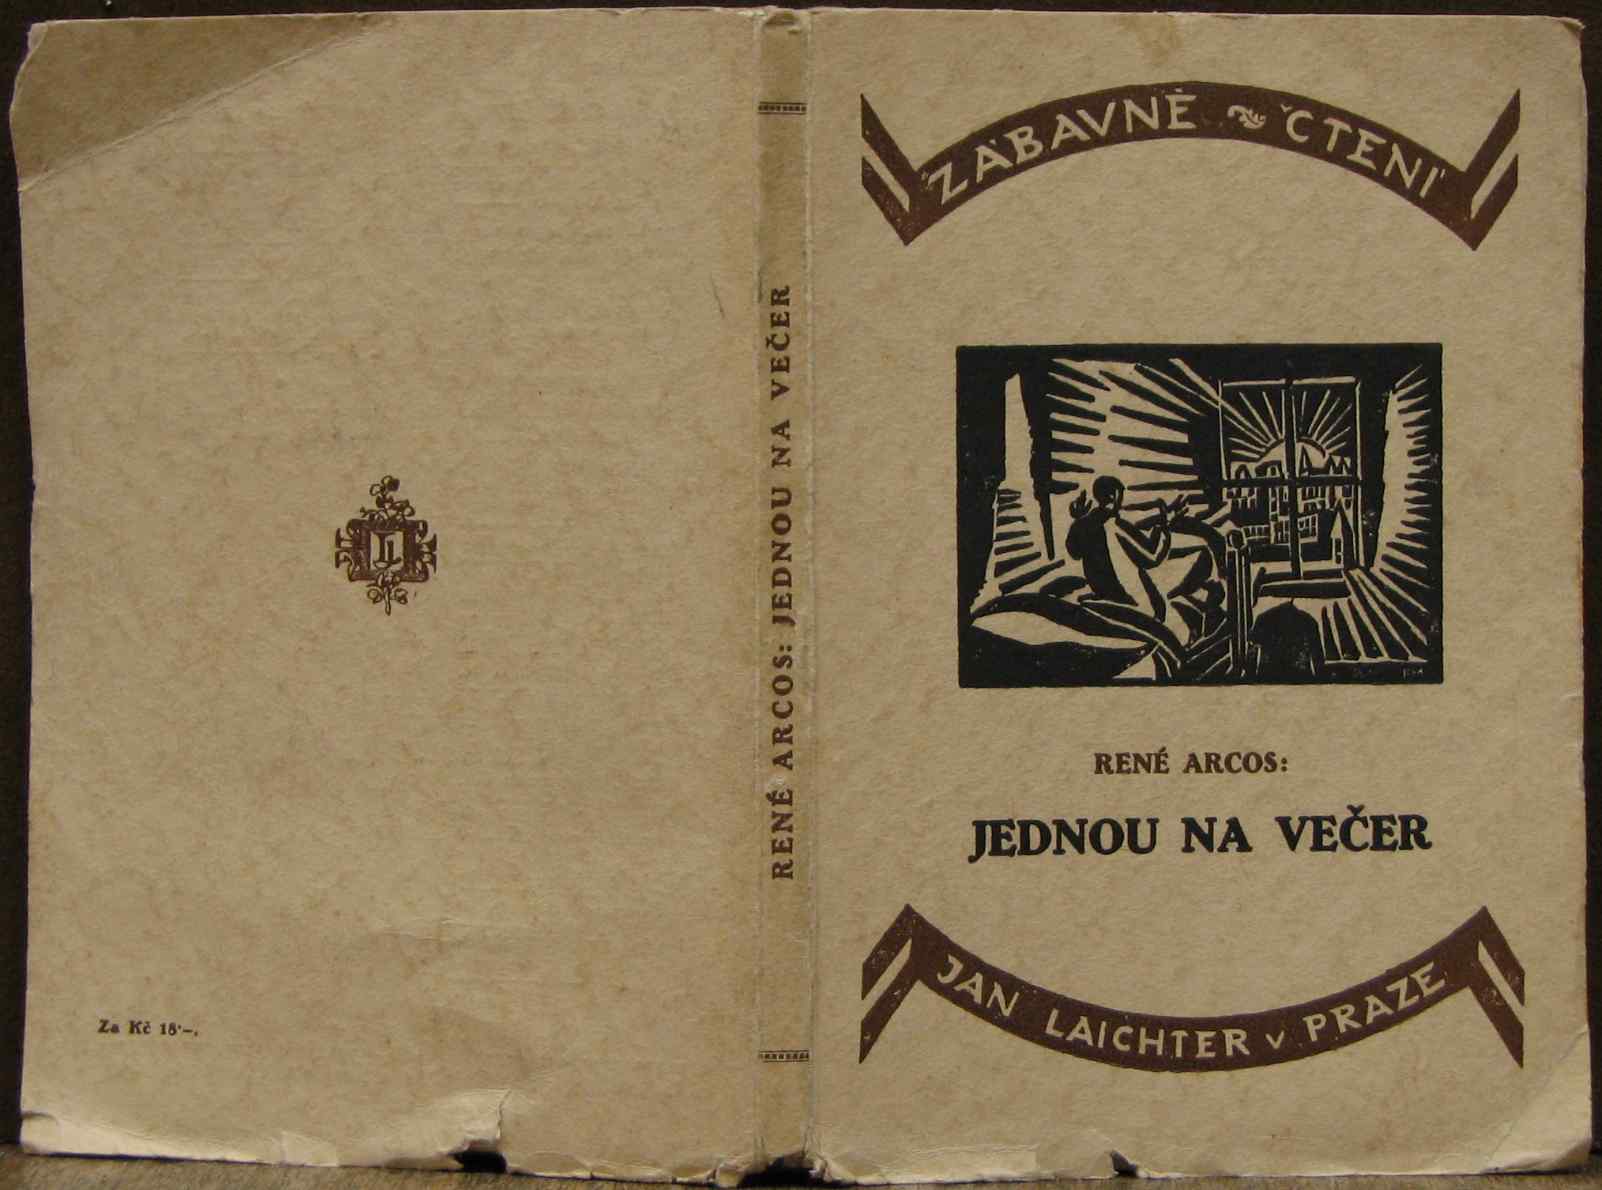 Za Kč 18·–.
RENÉ ARCOS: JEDNOU NA VEČER
ZÁBAVNÉ ČTENÍ
RENÉ ARCOS:
JEDNOU NA VEČER
JAN LAICHTER V PRAZE